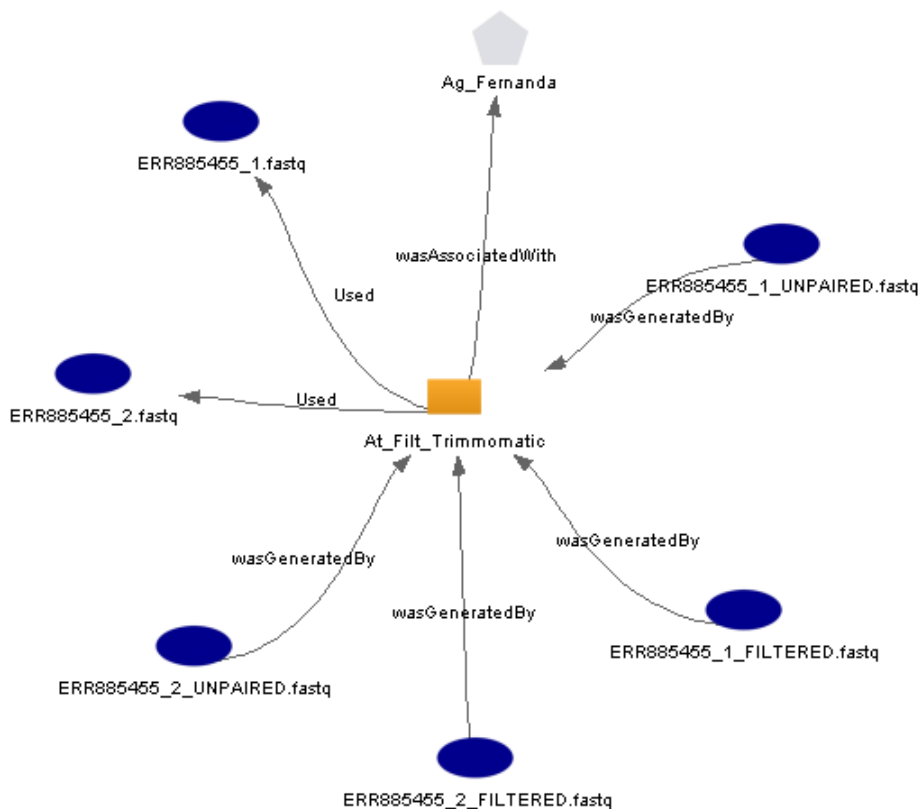 Ag_Fernanda
ERR885455_1.fastq
wasAssociatedWith
ERR885455_1_UNPAIRED.fastq
Used
wasGeneratedBy
ERR885455_2.fastq
Used
At_Filt_Trimmomatic
wasGeneratedBy
wasGeneratedBy
wasGeneratedBy
ERR885455_1_FILTERED.fastq
ERR885455_2_UNPAIRED.fastq
ERR885455_2_FILTERED.fastq